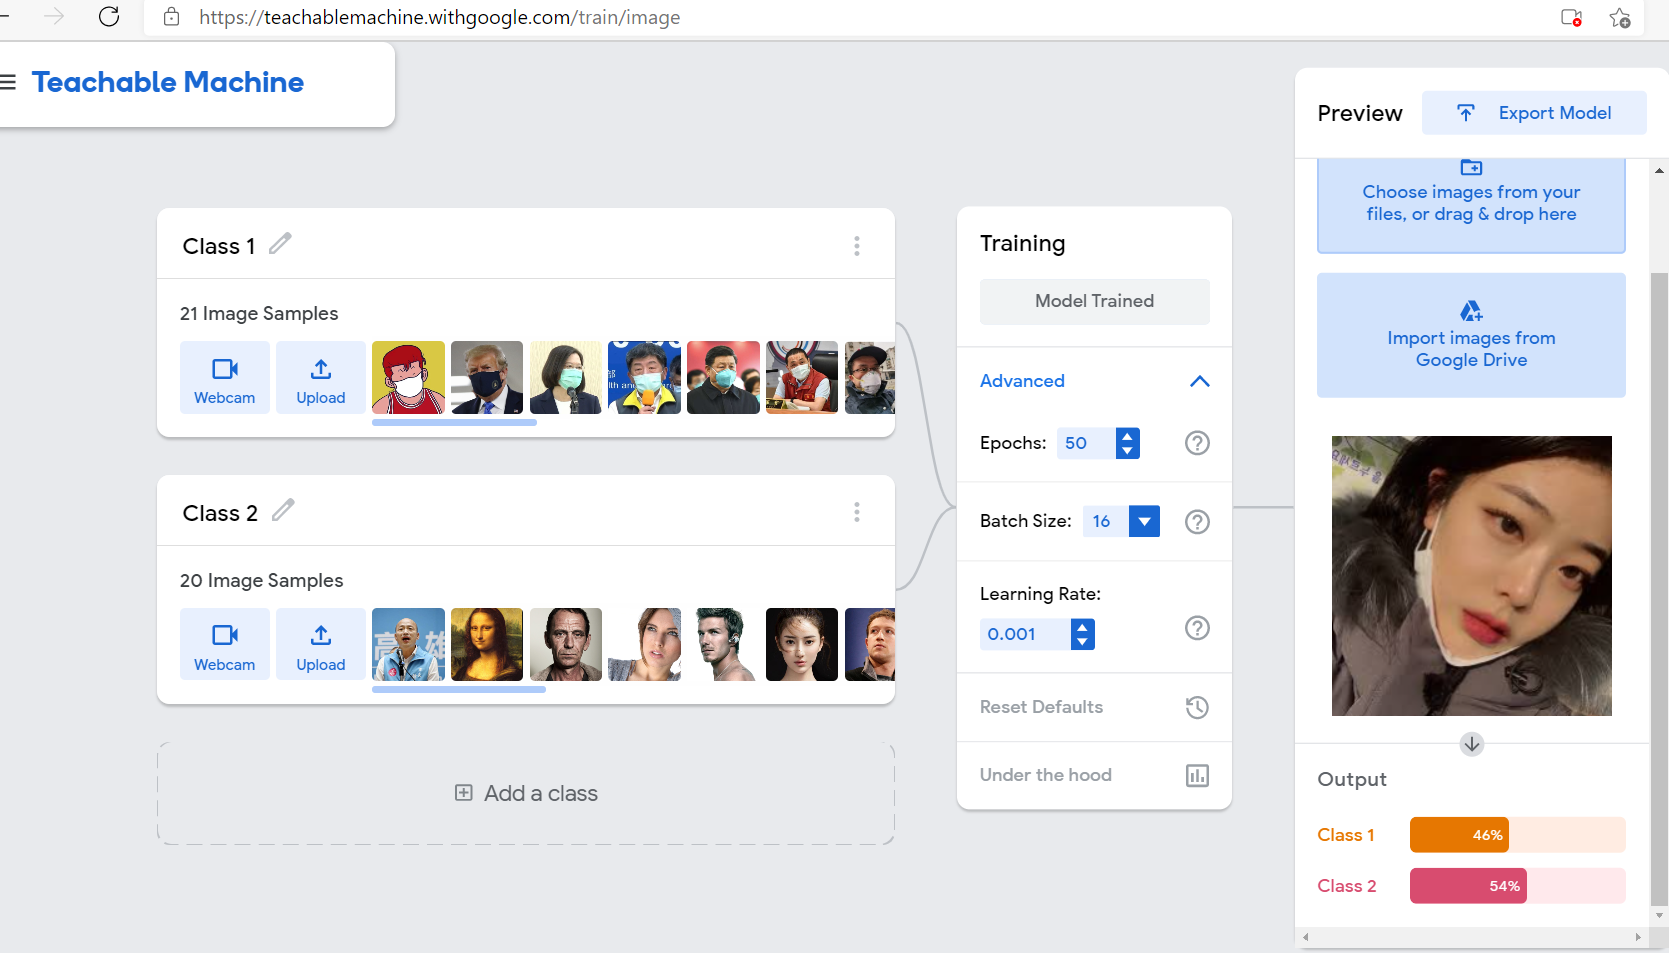 https://teachablemachine.withgoogle.com/train/image
Teachable Machine
Preview
Export Model
Choose images from your
files, or drag & drop here
Import images from
Google Drive
Class 1
21 Image Samples
Webcam
Upload
Class 2
20 Image Samples
Webcam
Upload
高雄
Add a class
Training
Model Trained
Advanced
Epochs: 50
Batch Size: 16
Learning Rate:
0.001
Reset Defaults
Under the hood
Output
Class 1 46%
Class 2 54%